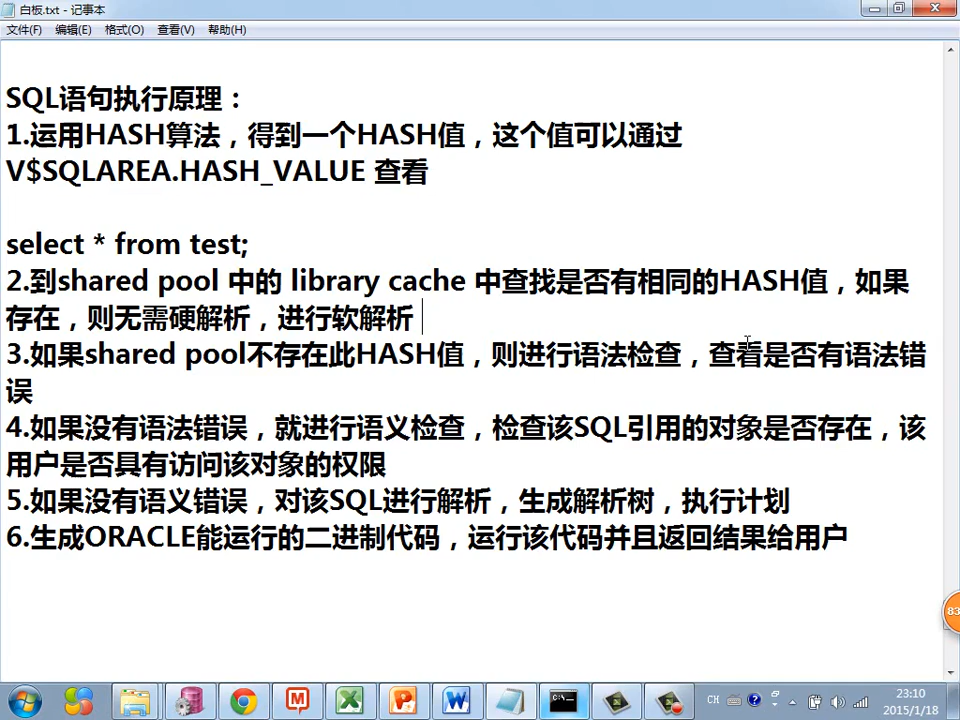 白板.txt - 记事本
文件(F) 编辑(E) 格式(O) 查看(V) 帮助(H)
SQL语句执行原理：
1.运用HASH算法，得到一个HASH值，这个值可以通过
V$SQLAREA.HASH_VALUE 查看
select * from test;
2.到shared pool 中的 library cache 中查找是否有相同的HASH值，如果
存在，则无需硬解析，进行软解析
3.如果shared pool不存在此HASH值，则进行语法检查，查看是否有语法错
误
4.如果没有语法错误，就进行语义检查，检查该SQL引用的对象是否存在，该
用户是否具有访问该对象的权限
5.如果没有语义错误，对该SQL进行解析，生成解析树，执行计划
6.生成ORACLE能运行的二进制代码，运行该代码并且返回结果给用户
83
CH
23:10
2015/1/18